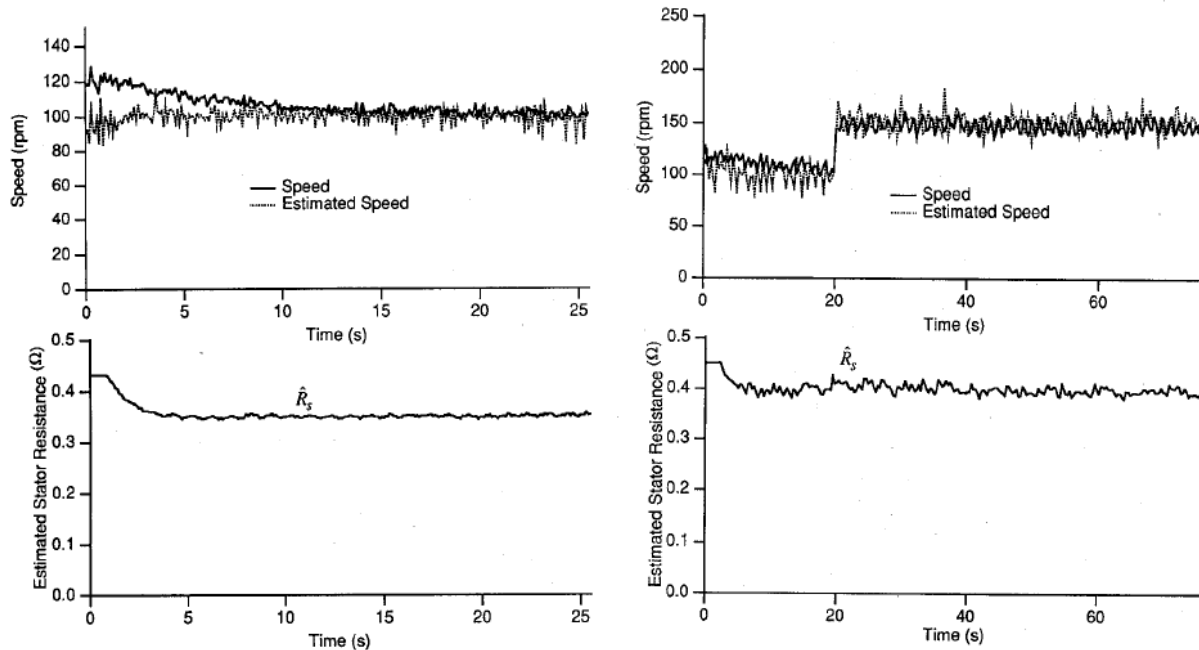 140
120
100
80
60
40
20
0
Speed (rpm)
Speed
Estimated Speed
0 5 10 15 20 25
Time (s)
250
200
150
100
50
0
Speed (rpm)
Speed
Estimated Speed
0 20 40 60
Time (s)
0.5
0.4
0.3
0.2
0.1
0.0
Estimated Stator Resistance (Ω)
R̂s
0 5 10 15 20 25
Time (s)
0.5
0.4
0.3
0.2
0.1
0.0
Estimated Stator Resistance (Ω)
R̂s
0 20 40 60
Time (s)